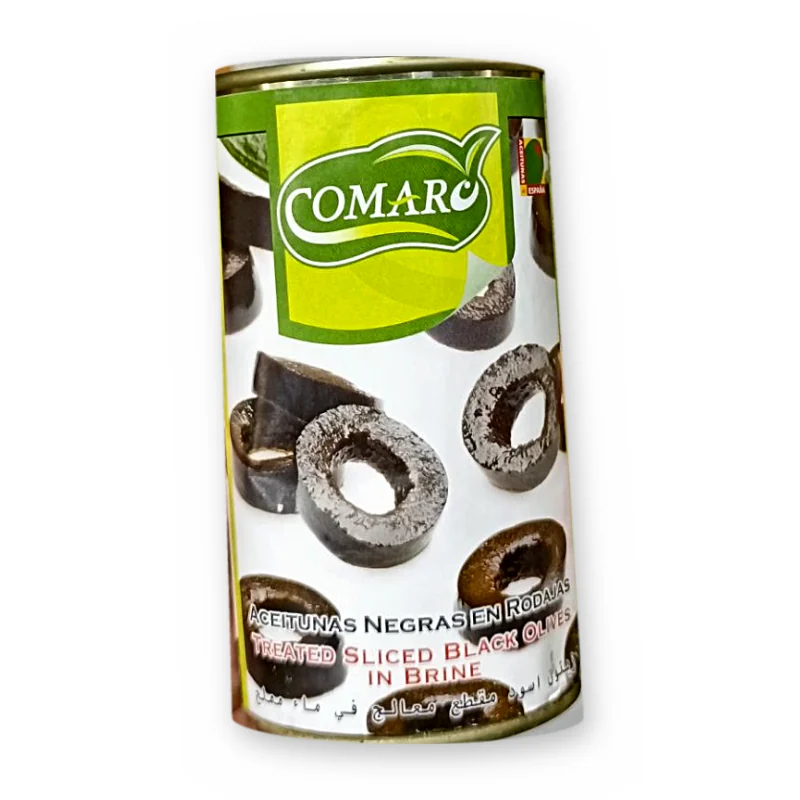 COMARO
ACEITUNAS
ESPAÑA
ACEITUNAS NEGRAS EN RODAJAS
TREATED SLICED BLACK OLIVES
IN BRINE
زيتون اسود مقطع معالج في ماء مملح